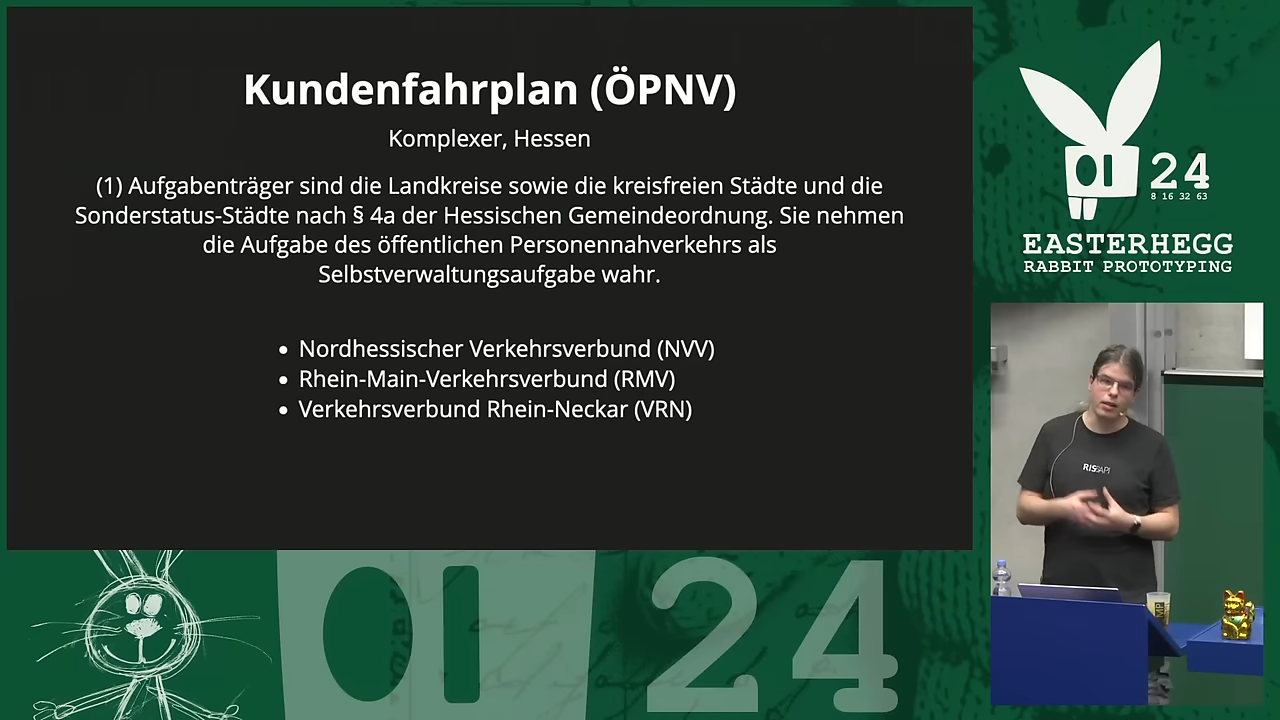 Kundenfahrplan (ÖPNV)
Komplexer, Hessen
(1) Aufgabenträger sind die Landkreise sowie die kreisfreien Städte und die
Sonderstatus-Städte nach § 4a der Hessischen Gemeindeordnung. Sie nehmen
die Aufgabe des öffentlichen Personennahverkehrs als
Selbstverwaltungsaufgabe wahr.
Nordhessischer Verkehrsverbund (NVV)
Rhein-Main-Verkehrsverbund (RMV)
Verkehrsverbund Rhein-Neckar (VRN)
24
8 16 32 63
EASTERHEGG
RABBIT PROTOTYPING
RIS::API
24